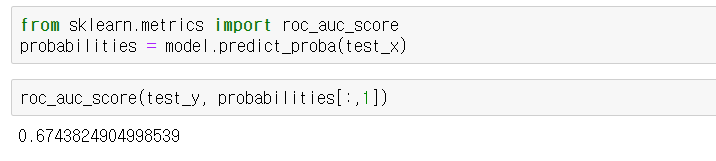 from sklearn.metrics import roc_auc_score
probabilities = model.predict_proba(test_x)
roc_auc_score(test_y, probabilities[:,1])
0.6743824904998539